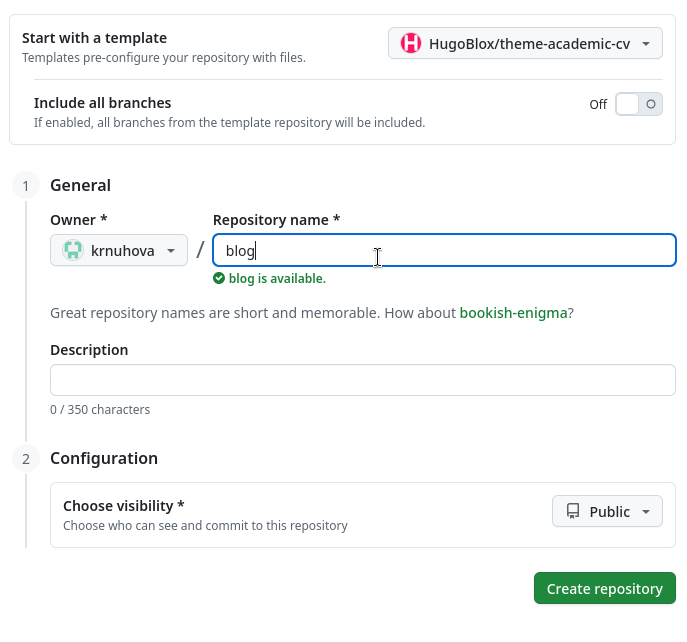 Start with a template
Templates pre-configure your repository with files.
HugoBlox/theme-academic-cv
Include all branches
If enabled, all branches from the template repository will be included.
Off
1 General
Owner * Repository name *
krnuhova / blog
blog is available.
Great repository names are short and memorable. How about bookish-enigma?
Description
0 / 350 characters
2 Configuration
Choose visibility *
Choose who can see and commit to this repository
Public
Create repository